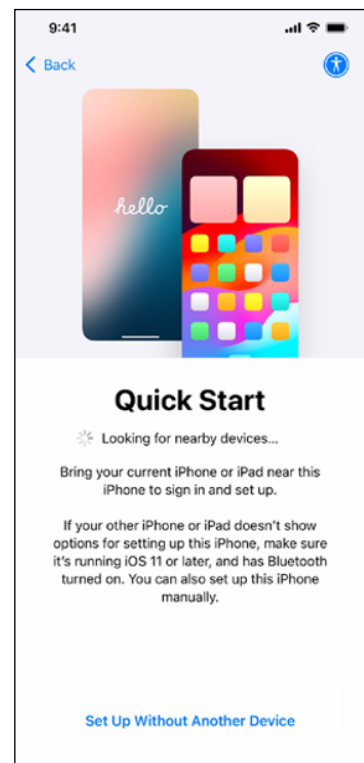 9:41
Back
hello
Quick Start
Looking for nearby devices...
Bring your current iPhone or iPad near this
iPhone to sign in and set up.
If your other iPhone or iPad doesn't show
options for setting up this iPhone, make sure
it's running iOS 11 or later, and has Bluetooth
turned on. You can also set up this iPhone
manually.
Set Up Without Another Device